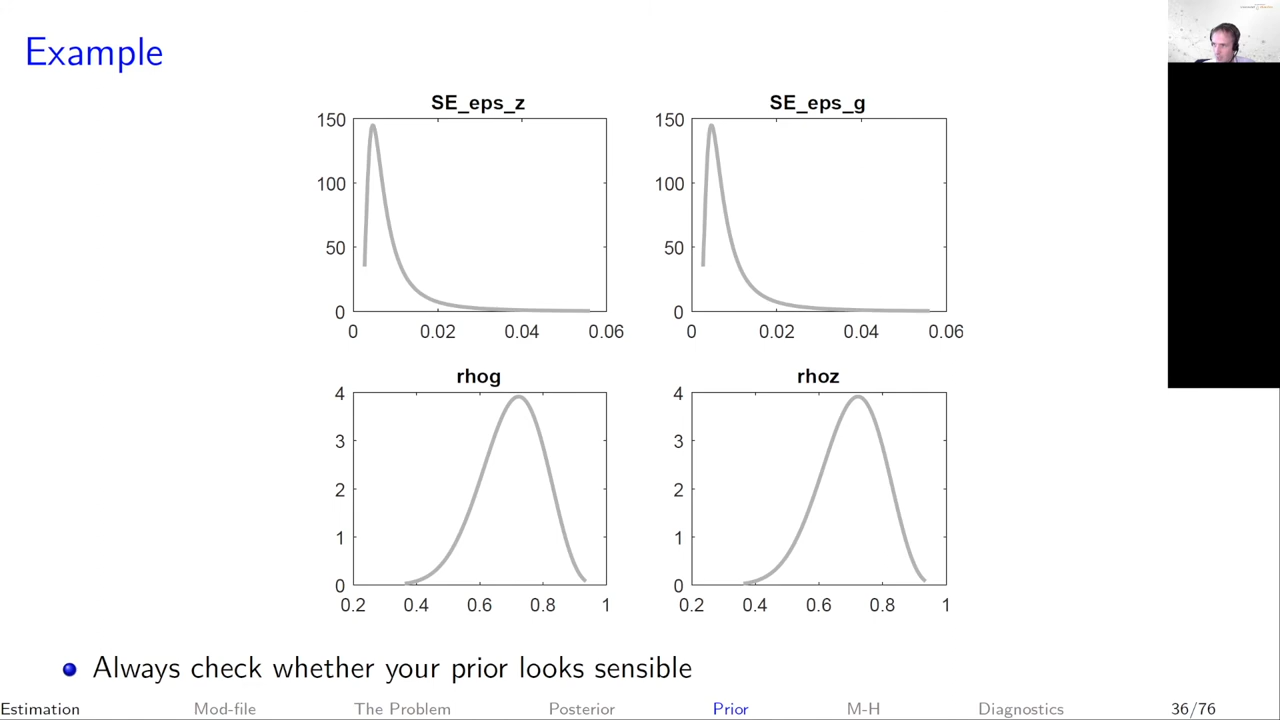 Example
SE_eps_z
SE_eps_g
150
100
50
0
0 0.02 0.04 0.06
150
100
50
0
0 0.02 0.04 0.06
rhog
rhoz
4
3
2
1
0
0.2 0.4 0.6 0.8 1
4
3
2
1
0
0.2 0.4 0.6 0.8 1
Always check whether your prior looks sensible
Estimation Mod-file The Problem Posterior Prior M-H Diagnostics 36/76